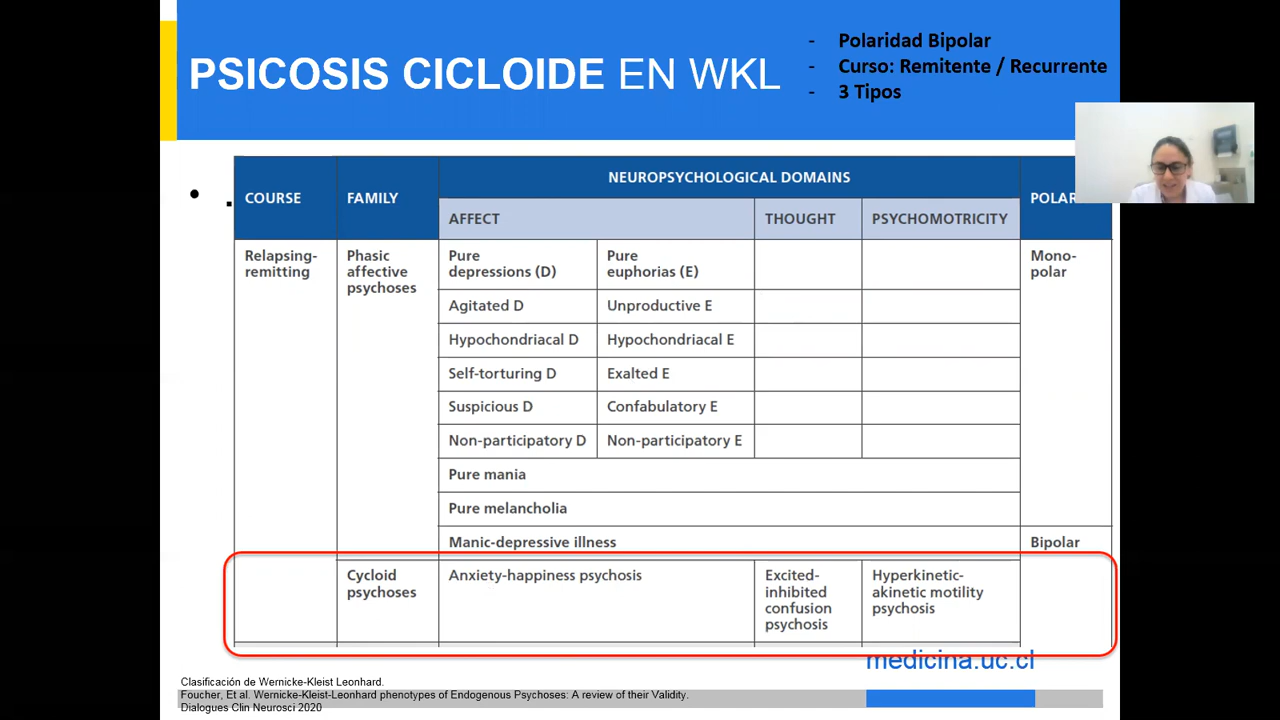 PSICOSIS CICLOIDE EN WKL
- Polaridad Bipolar
- Curso: Remitente / Recurrente
- 3 Tipos
COURSE
FAMILY
NEUROPSYCHOLOGICAL DOMAINS
AFFECT
THOUGHT
PSYCHOMOTRICITY
Relapsing-
remitting
Phasic
affective
psychoses
Pure
depressions (D)
Pure
euphorias (E)
Mono-
polar
Agitated D
Unproductive E
Hypochondriacal D
Hypochondriacal E
Self-torturing D
Exalted E
Suspicious D
Confabulatory E
Non-participatory D
Non-participatory E
Pure mania
Pure melancholia
Manic-depressive illness
Bipolar
Cycloid
psychoses
Anxiety-happiness psychosis
Excited-
inhibited
confusion
psychosis
Hyperkinetic-
akinetic motility
psychosis
medicina.uc.cl
Clasificación de Wernicke-Kleist Leonhard.
Foucher, Et al. Wernicke-Kleist-Leonhard phenotypes of Endogenous Psychoses: A review of their Validity.
Dialogues Clin Neurosci 2020